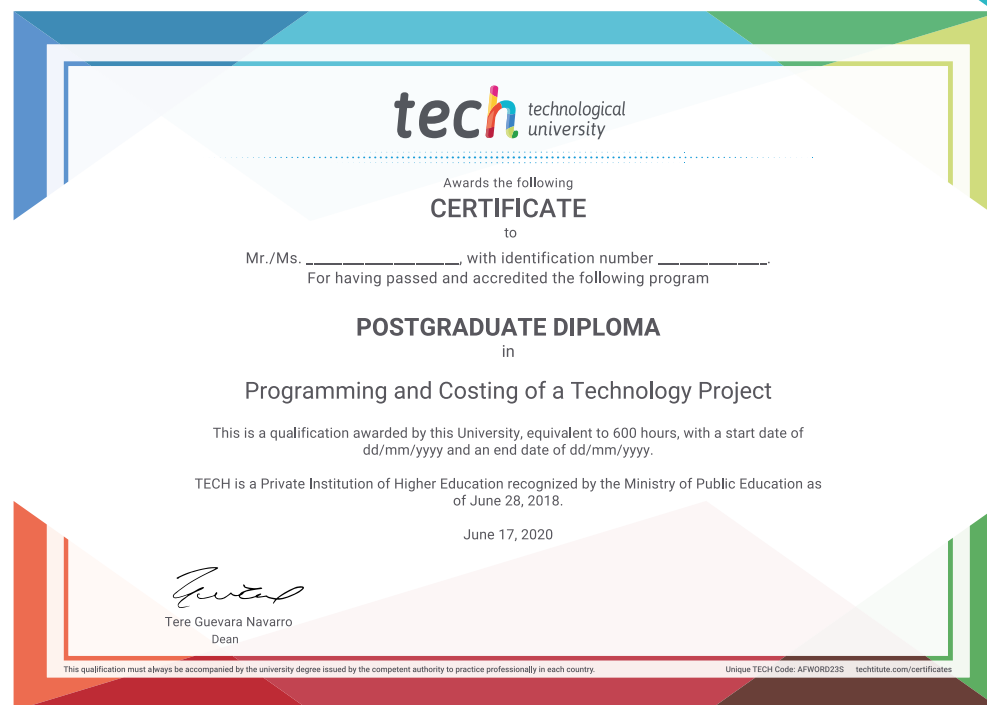 tech technological
university
Awards the following
CERTIFICATE
to
Mr./Ms. ____________________, with identification number ______________.
For having passed and accredited the following program
POSTGRADUATE DIPLOMA
in
Programming and Costing of a Technology Project
This is a qualification awarded by this University, equivalent to 600 hours, with a start date of
dd/mm/yyyy and an end date of dd/mm/yyyy.
TECH is a Private Institution of Higher Education recognized by the Ministry of Public Education as
of June 28, 2018.
June 17, 2020
Tere Guevara Navarro
Dean
This qualification must always be accompanied by the university degree issued by the competent authority to practice professionally in each country. Unique TECH Code: AFWORD23S techtitute.com/certificates